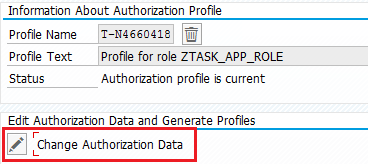 Information About Authorization Profile
Profile Name T-N4660418
Profile Text Profile for role ZTASK_APP_ROLE
Status Authorization profile is current
Edit Authorization Data and Generate Profiles
Change Authorization Data